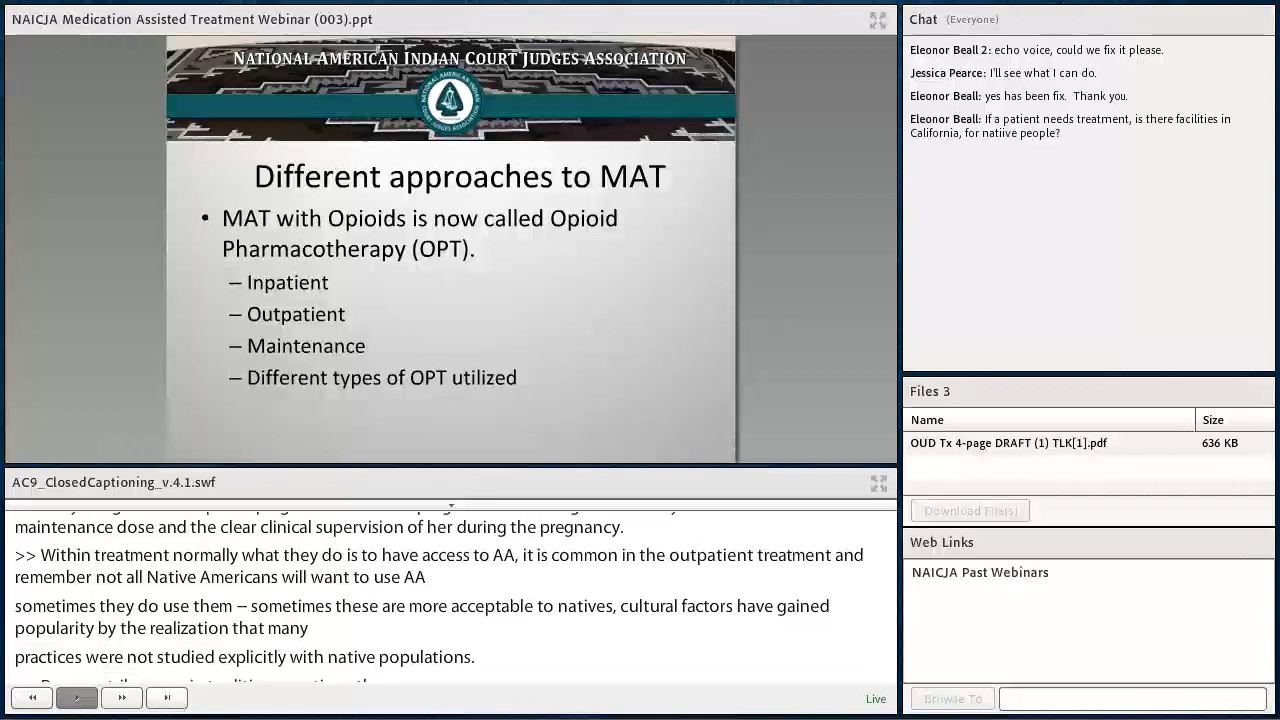 NAICJA Medication Assisted Treatment Webinar (003).ppt
NATIONAL AMERICAN INDIAN COURT JUDGES ASSOCIATION
NATIONAL AMERICAN INDIAN COURT JUDGES ASSOCIATION
Different approaches to MAT
• MAT with Opioids is now called Opioid
Pharmacotherapy (OPT).
– Inpatient
– Outpatient
– Maintenance
– Different types of OPT utilized
AC9_ClosedCaptioning_v.4.1.swf
maintenance dose and the clear clinical supervision of her during the pregnancy.
>> Within treatment normally what they do is to have access to AA, it is common in the outpatient treatment and
remember not all Native Americans will want to use AA
sometimes they do use them -- sometimes these are more acceptable to natives, cultural factors have gained
popularity by the realization that many
practices were not studied explicitly with native populations.
Live
Chat (Everyone)
Eleonor Beall 2: echo voice, could we fix it please.
Jessica Pearce: I'll see what I can do.
Eleonor Beall: yes has been fix. Thank you.
Eleonor Beall: If a patient needs treatment, is there facilities in
California, for natiive people?
Files 3
Name Size
OUD Tx 4-page DRAFT (1) TLK[1].pdf 636 KB
Download File(s)
Web Links
NAICJA Past Webinars
Browse To